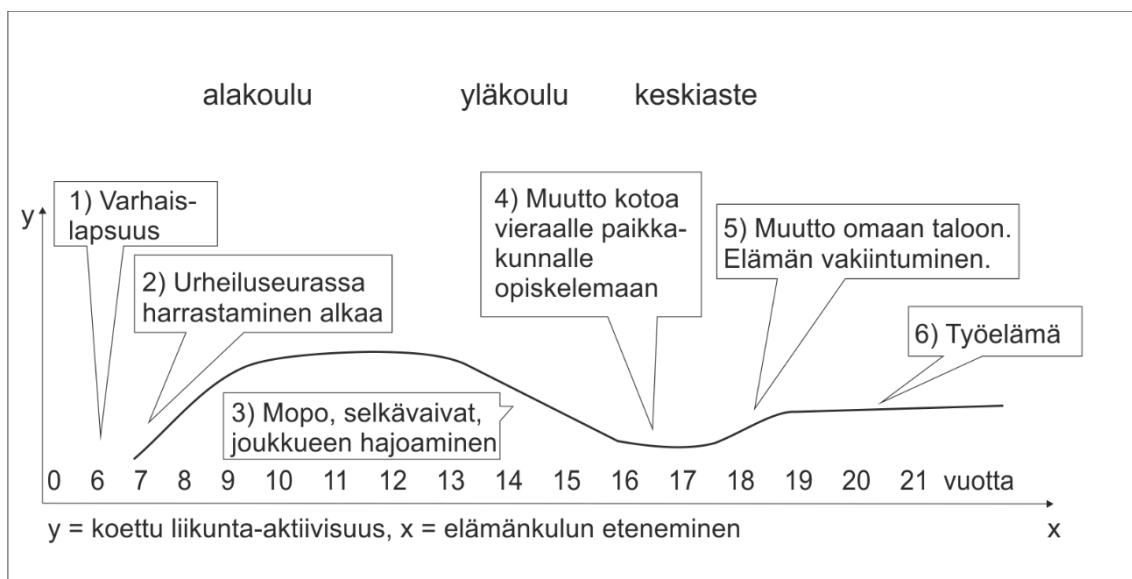 alakoulu yläkoulu keskiaste
y
1) Varhais-
lapsuus
2) Urheiluseurassa
harrastaminen alkaa
3) Mopo, selkävaivat,
joukkueen hajoaminen
4) Muutto kotoa
vieraalle paikka-
kunnalle
opiskelemaan
5) Muutto omaan taloon.
Elämän vakiintuminen.
6) Työelämä
0 6 7 8 9 10 11 12 13 14 15 16 17 18 19 20 21 vuotta
y = koettu liikunta-aktiivisuus, x = elämänkulun eteneminen
x